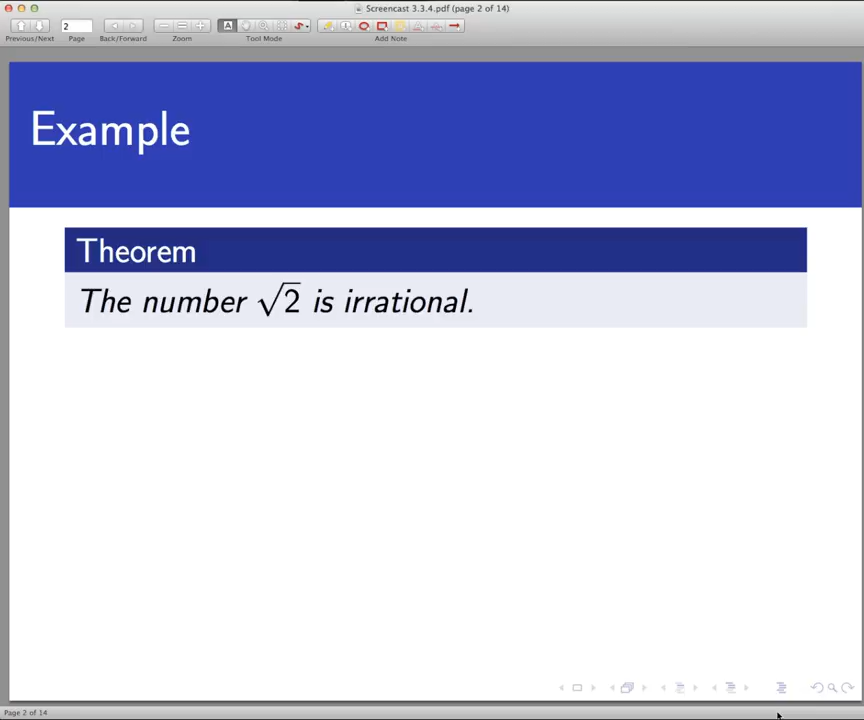 Screencast 3.3.4.pdf (page 2 of 14)
2
A
Previous/Next Page Back/Forward Zoom Tool Mode Add Note
Example
Theorem
The number √2 is irrational.
Page 2 of 14